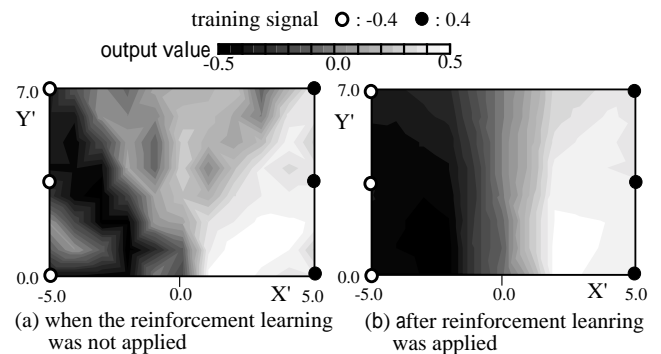 training signal : -0.4 : 0.4
output value
-0.5 0.0 0.5
7.0 7.0
Y' Y'
0.0 0.0
-5.0 0.0 X' 5.0 -5.0 0.0 X' 5.0
(a) when the reinforcement learning (b) after reinforcement leanring
was not applied was applied